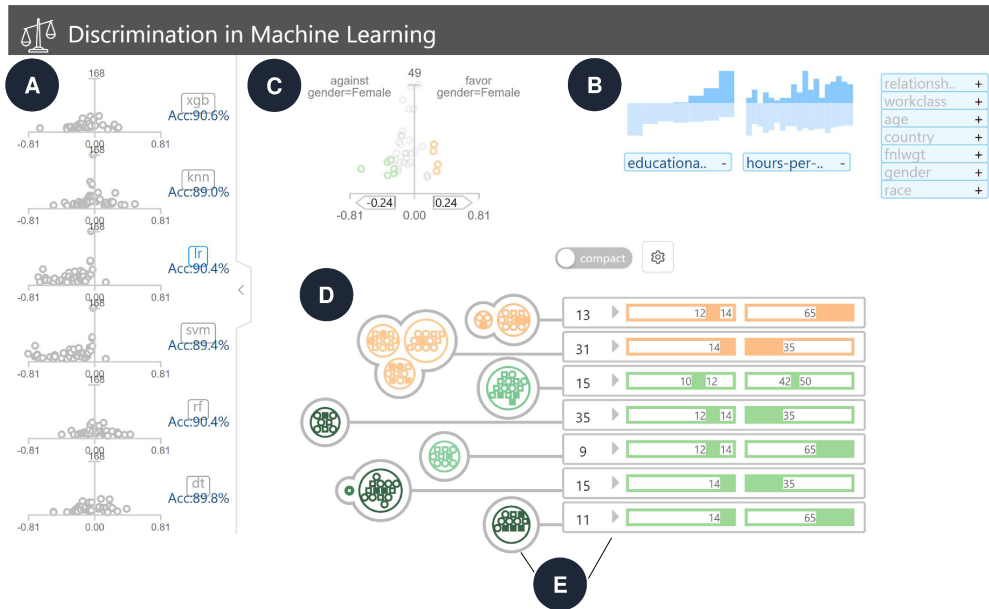 Discrimination in Machine Learning
A
168
xgb
Acc:90.6%
-0.81 0.00 0.81
168
knn
Acc:89.0%
-0.81 0.00 0.81
168
lr
Acc:90.4%
-0.81 0.00 0.81
168
svm
Acc:89.4%
-0.81 0.00 0.81
168
rf
Acc:90.4%
-0.81 0.00 0.81
168
dt
Acc:89.8%
-0.81 0.00 0.81
C
49
against
gender=Female
favor
gender=Female
-0.24 0.24
-0.81 0.00 0.81
B
educationa.. -
hours-per-.. -
relationsh.. +
workclass +
age +
country +
fnlwgt +
gender +
race +
compact
D
13 12 14 65
31 14 35
15 10 12 42 50
35 12 14 35
9 12 14 65
15 14 35
11 14 65
E